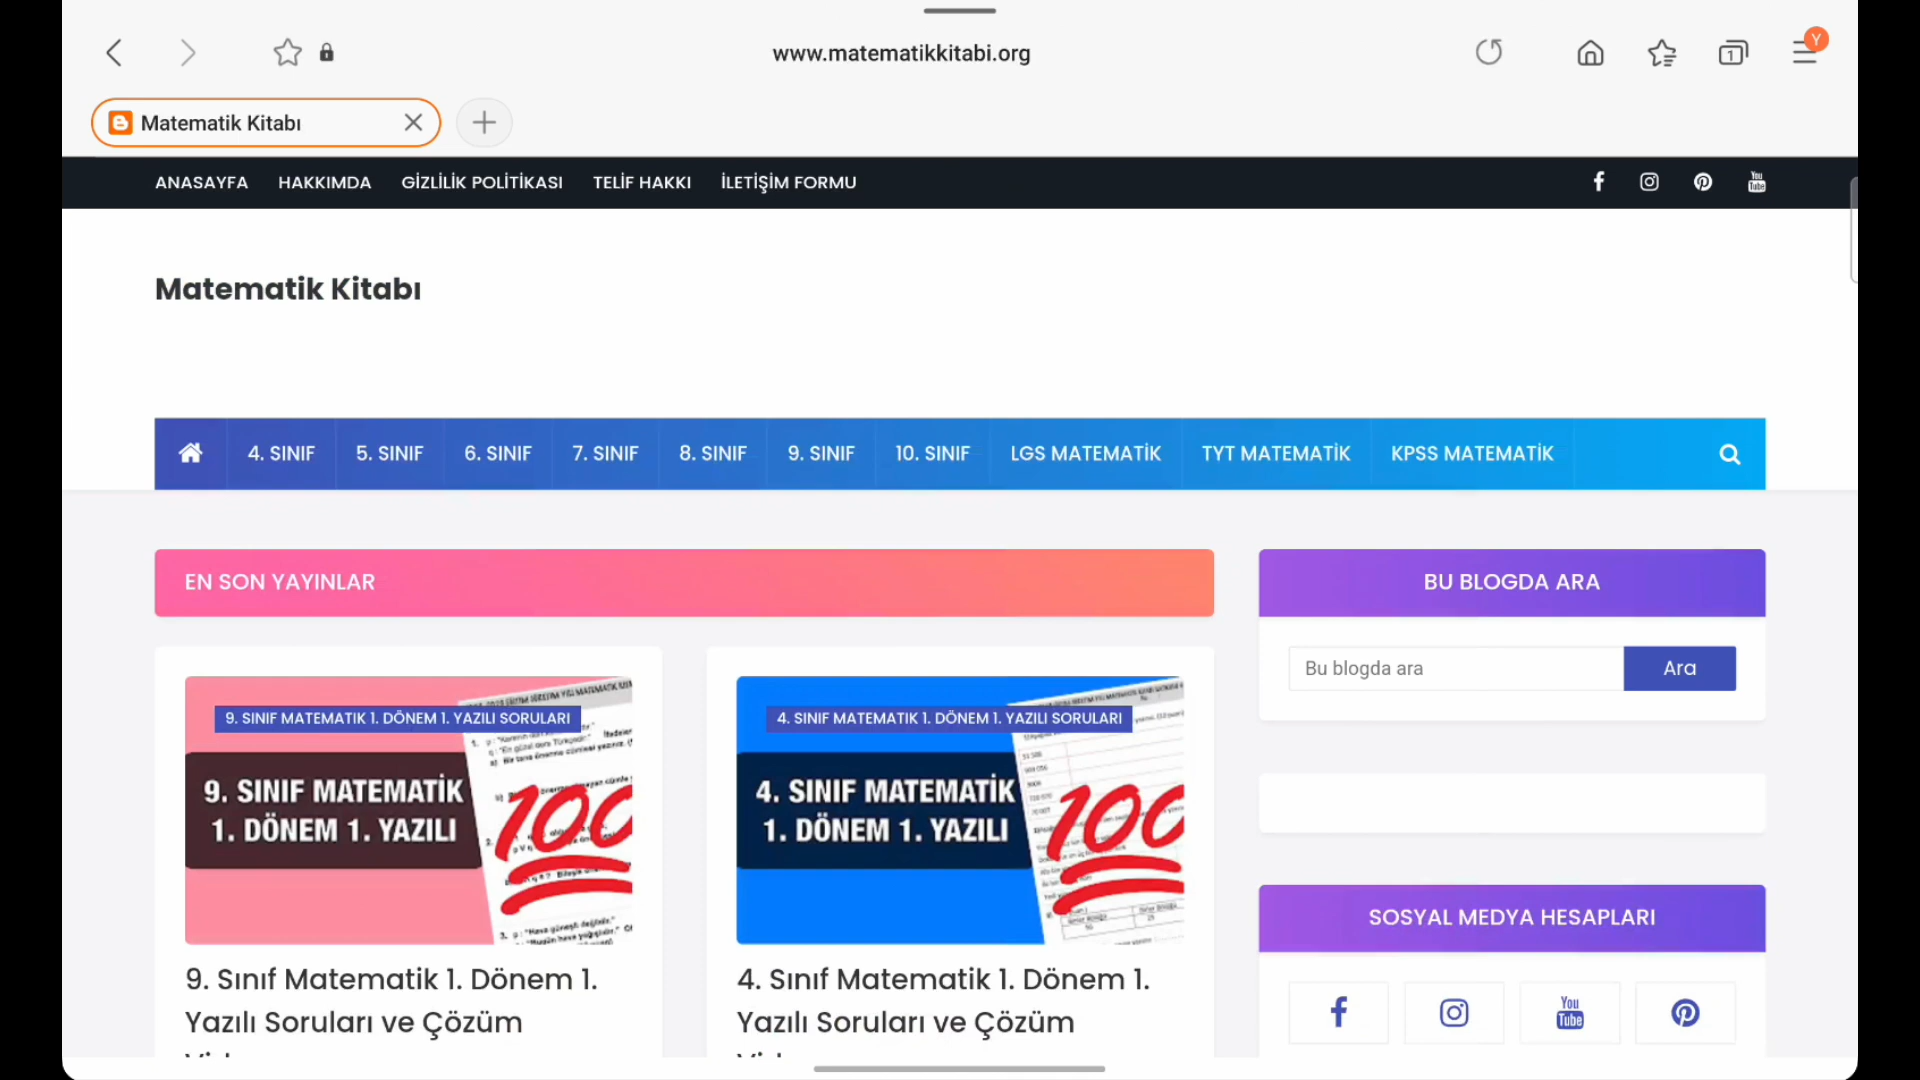 www.matematikkitabi.org
1
Y
Matematik Kitabı
ANASAYFA HAKKIMDA GİZLİLİK POLİTİKASI TELİF HAKKI İLETİŞİM FORMU
You Tube
Matematik Kitabı
4. SINIF 5. SINIF 6. SINIF 7. SINIF 8. SINIF 9. SINIF 10. SINIF LGS MATEMATİK TYT MATEMATİK KPSS MATEMATİK
EN SON YAYINLAR
BU BLOGDA ARA
Bu blogda ara Ara
9. SINIF MATEMATIK 1. DÖNEM 1. YAZILI SORULARI
9. SINIF MATEMATİK
1. DÖNEM 1. YAZILI
100
4. SINIF MATEMATIK 1. DÖNEM 1. YAZILI SORULARI
4. SINIF MATEMATİK
1. DÖNEM 1. YAZILI
100
SOSYAL MEDYA HESAPLARI
You Tube
9. Sınıf Matematik 1. Dönem 1.
Yazılı Soruları ve Çözüm
4. Sınıf Matematik 1. Dönem 1.
Yazılı Soruları ve Çözüm